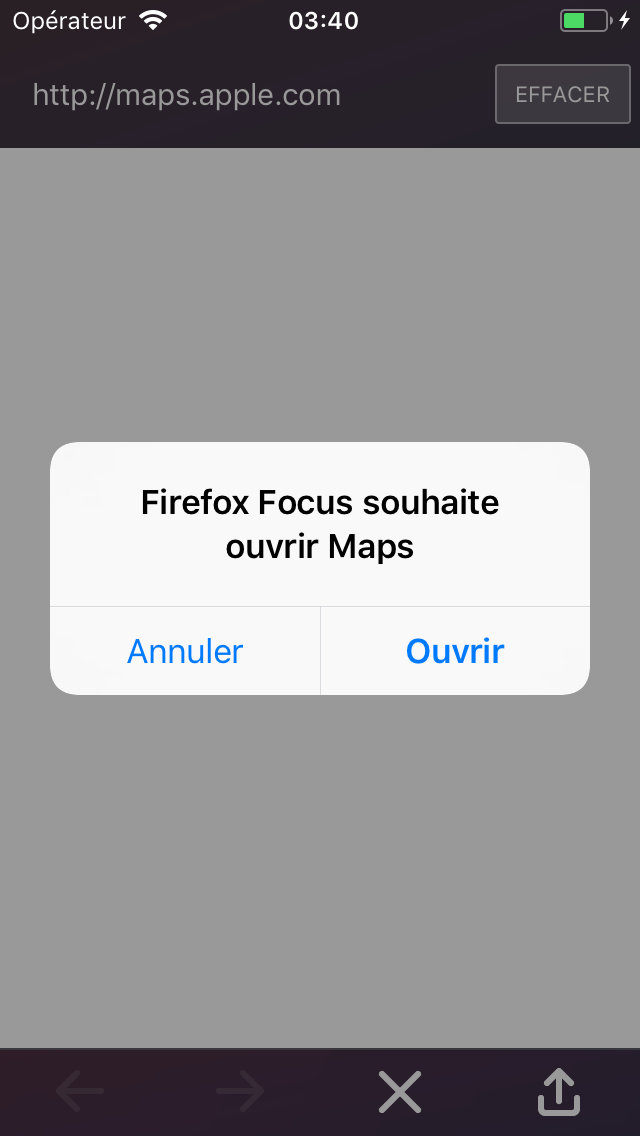 Opérateur 03:40
http://maps.apple.com EFFACER
Firefox Focus souhaite
ouvrir Maps
Annuler Ouvrir